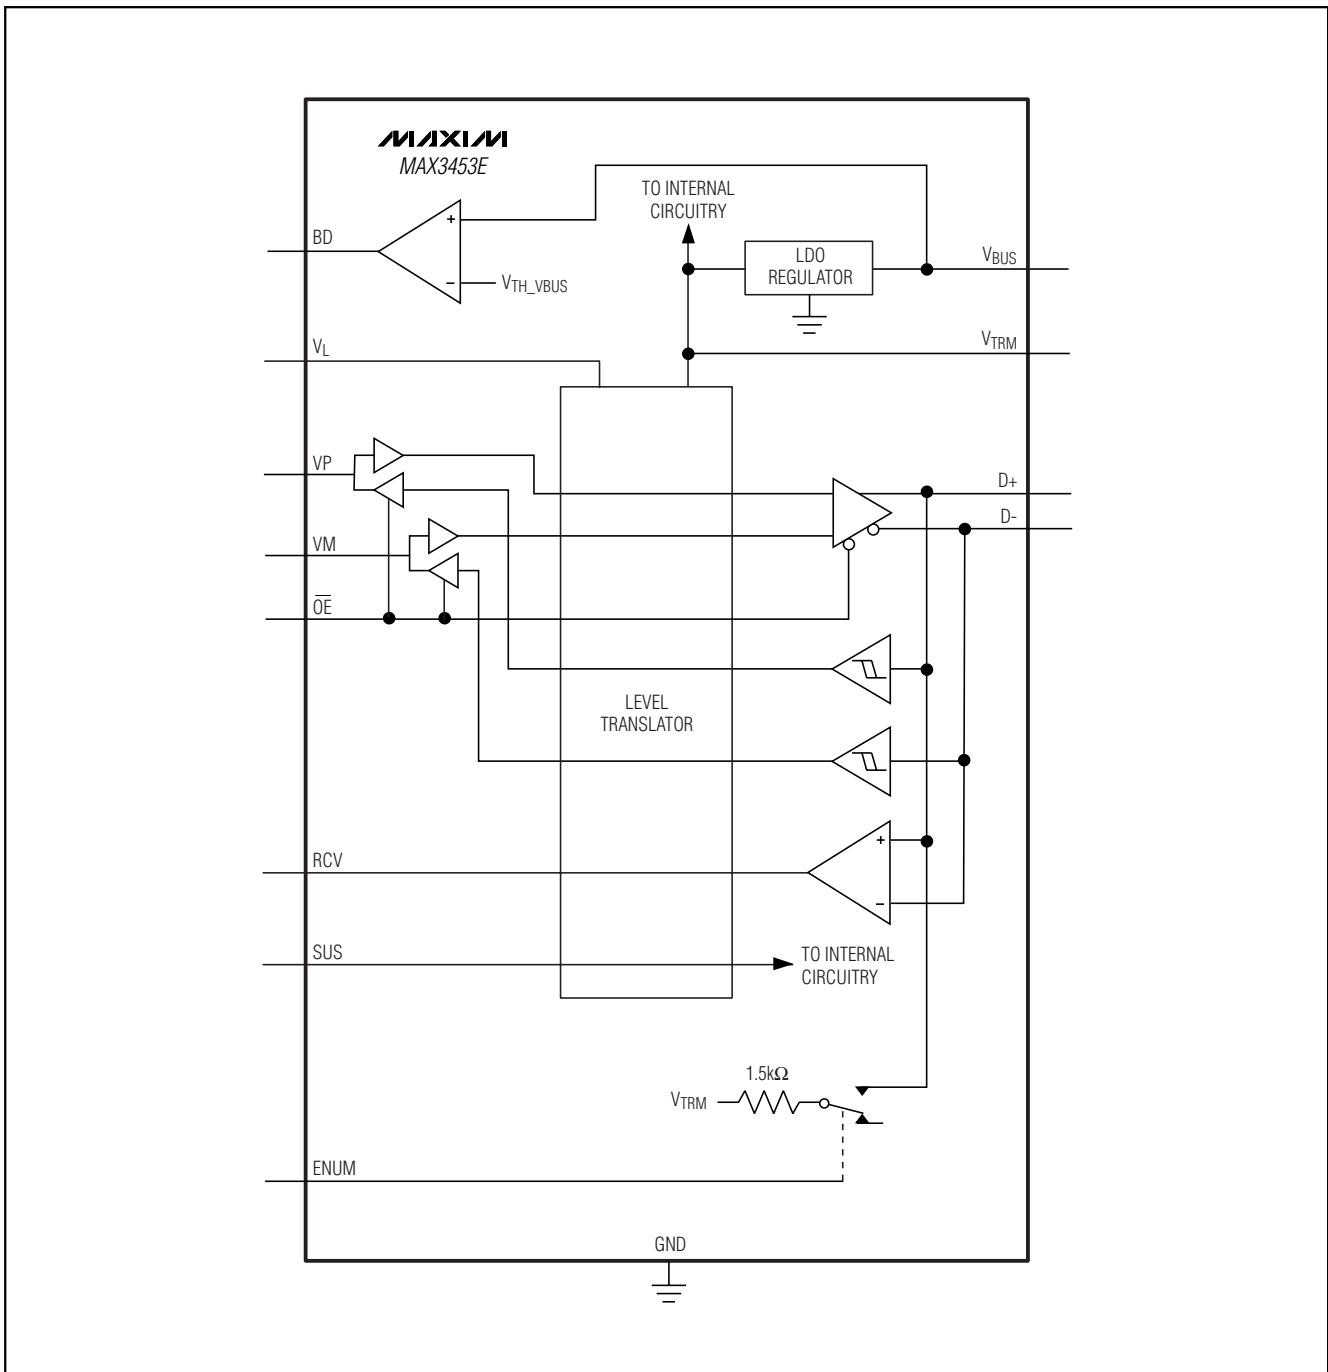 MAXIM
MAX3453E
TO INTERNAL
CIRCUITRY
BD
+
−
VTH_VBUS
LDO
REGULATOR
VBUS
VL
VTRM
VP
D+
D-
VM
OE
LEVEL
TRANSLATOR
RCV
+
−
SUS
TO INTERNAL
CIRCUITRY
1.5kΩ
VTRM
ENUM
GND